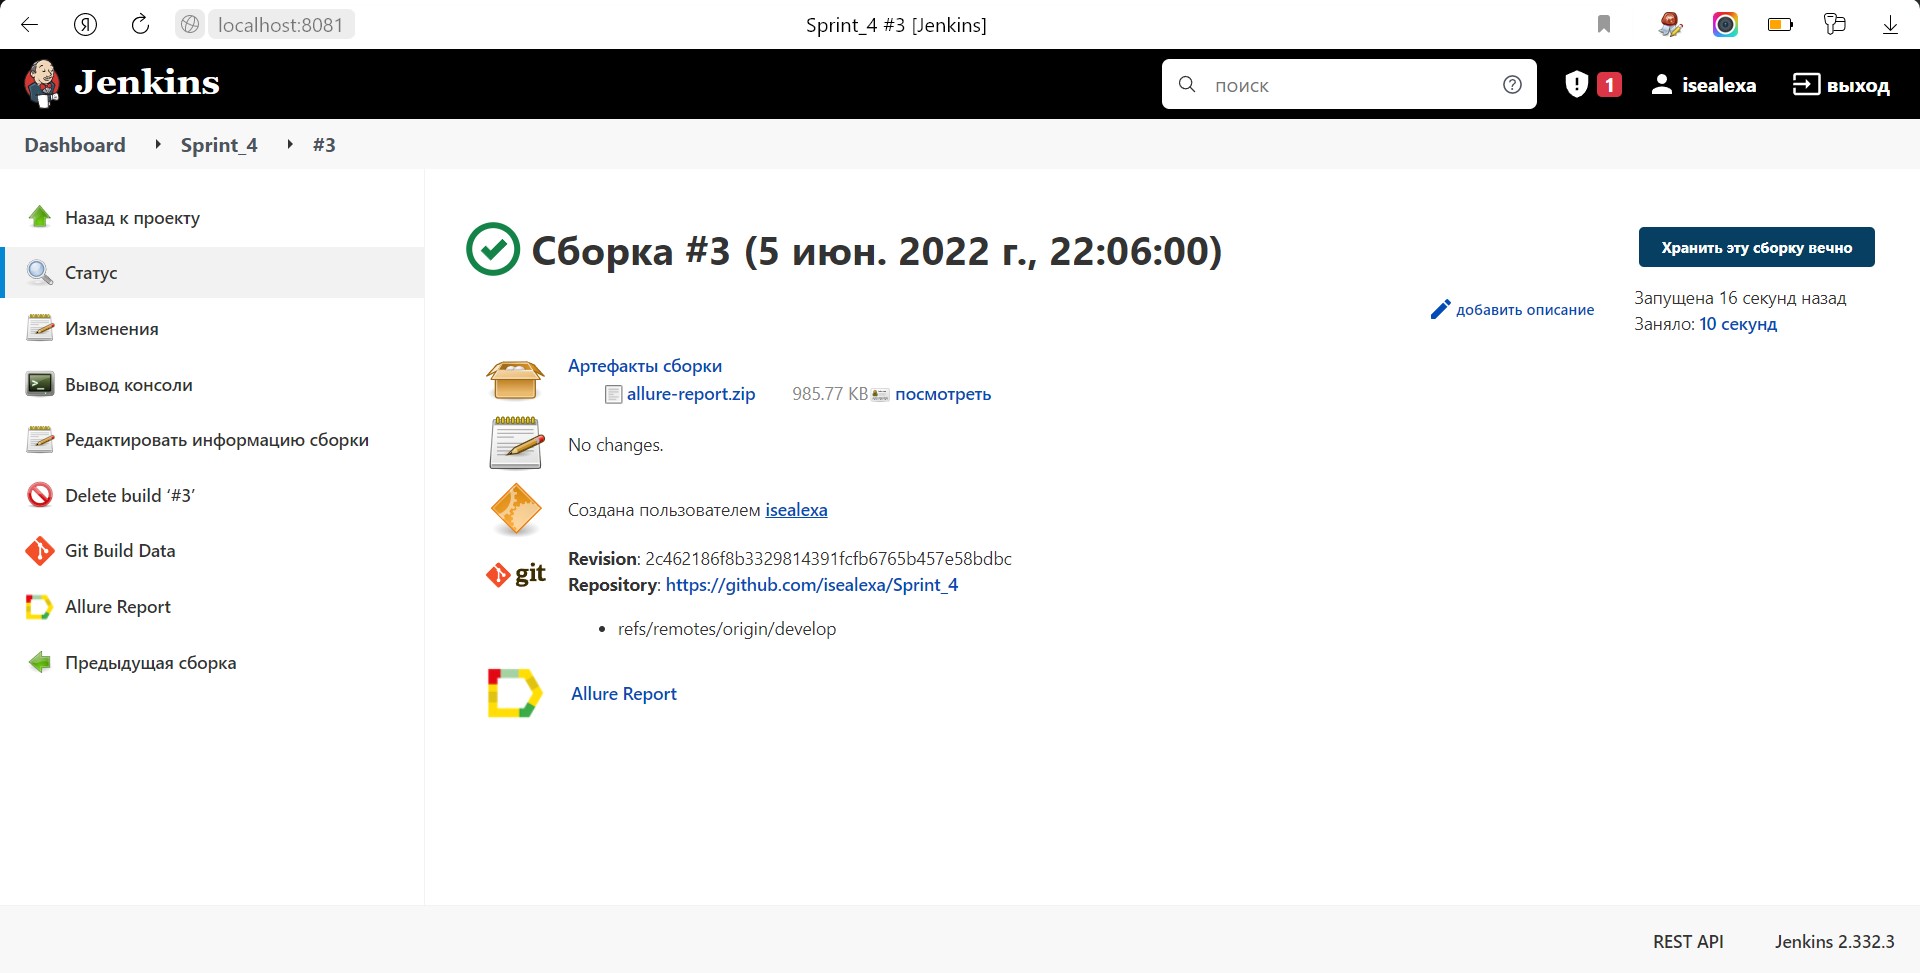 localhost:8081
Sprint_4 #3 [Jenkins]
Jenkins
поиск
1
isealexa
выход
Dashboard
Sprint_4
#3
Назад к проекту
Статус
Изменения
Вывод консоли
Редактировать информацию сборки
Delete build ‘#3’
Git Build Data
Allure Report
Предыдущая сборка
Сборка #3 (5 июн. 2022 г., 22:06:00)
Хранить эту сборку вечно
добавить описание
Запущена 16 секунд назад
Заняло: 10 секунд
Артефакты сборки
allure-report.zip 985.77 KB посмотреть
No changes.
Создана пользователем isealexa
git
Revision: 2c462186f8b3329814391fcfb6765b457e58bdbc
Repository: https://github.com/isealexa/Sprint_4
• refs/remotes/origin/develop
Allure Report
REST API
Jenkins 2.332.3